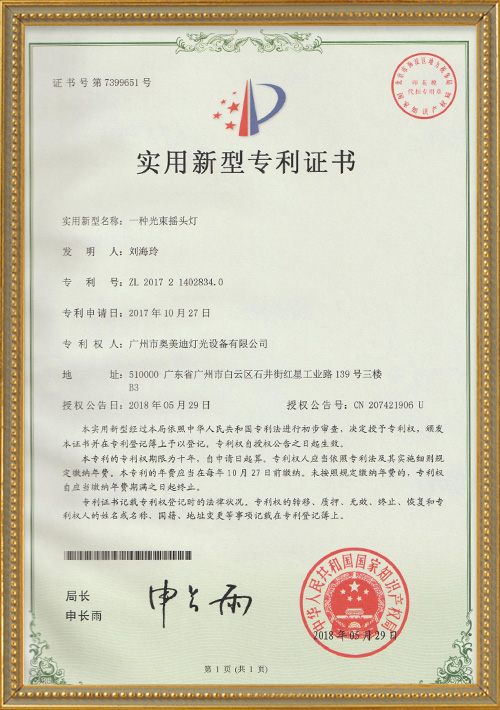 证书号第7399651号
实用新型专利证书
实用新型名称：一种光束摇头灯
发明人：刘海玲
专利号：ZL 2017 2 1402834.0
专利申请日：2017年10月27日
专利权人：广州市奥美迪灯光设备有限公司
地址：510000 广东省广州市白云区石井街红星工业路139号三楼
B3
授权公告日：2018年05月29日 授权公告号：CN 207421906 U
本实用新型经过本局依照中华人民共和国专利法进行初步审查，决定授予专利权，颁发
本证书并在专利登记簿上予以登记。专利权自授权公告之日起生效。
本专利的专利权期限为十年，自申请日起算。专利权人应当依照专利法及其实施细则规
定缴纳年费。本专利的年费应当在每年10月27日前缴纳。未按照规定缴纳年费的，专利权
自应当缴纳年费期满之日起终止。
专利证书记载专利权登记时的法律状况。专利权的转移、质押、无效、终止、恢复和专
利权人的姓名或名称、国籍、地址变更等事项记载在专利登记簿上。
局长
申长雨
申长雨
中华人民共和国国家知识产权局
2018年05月29日
第1页(共1页)